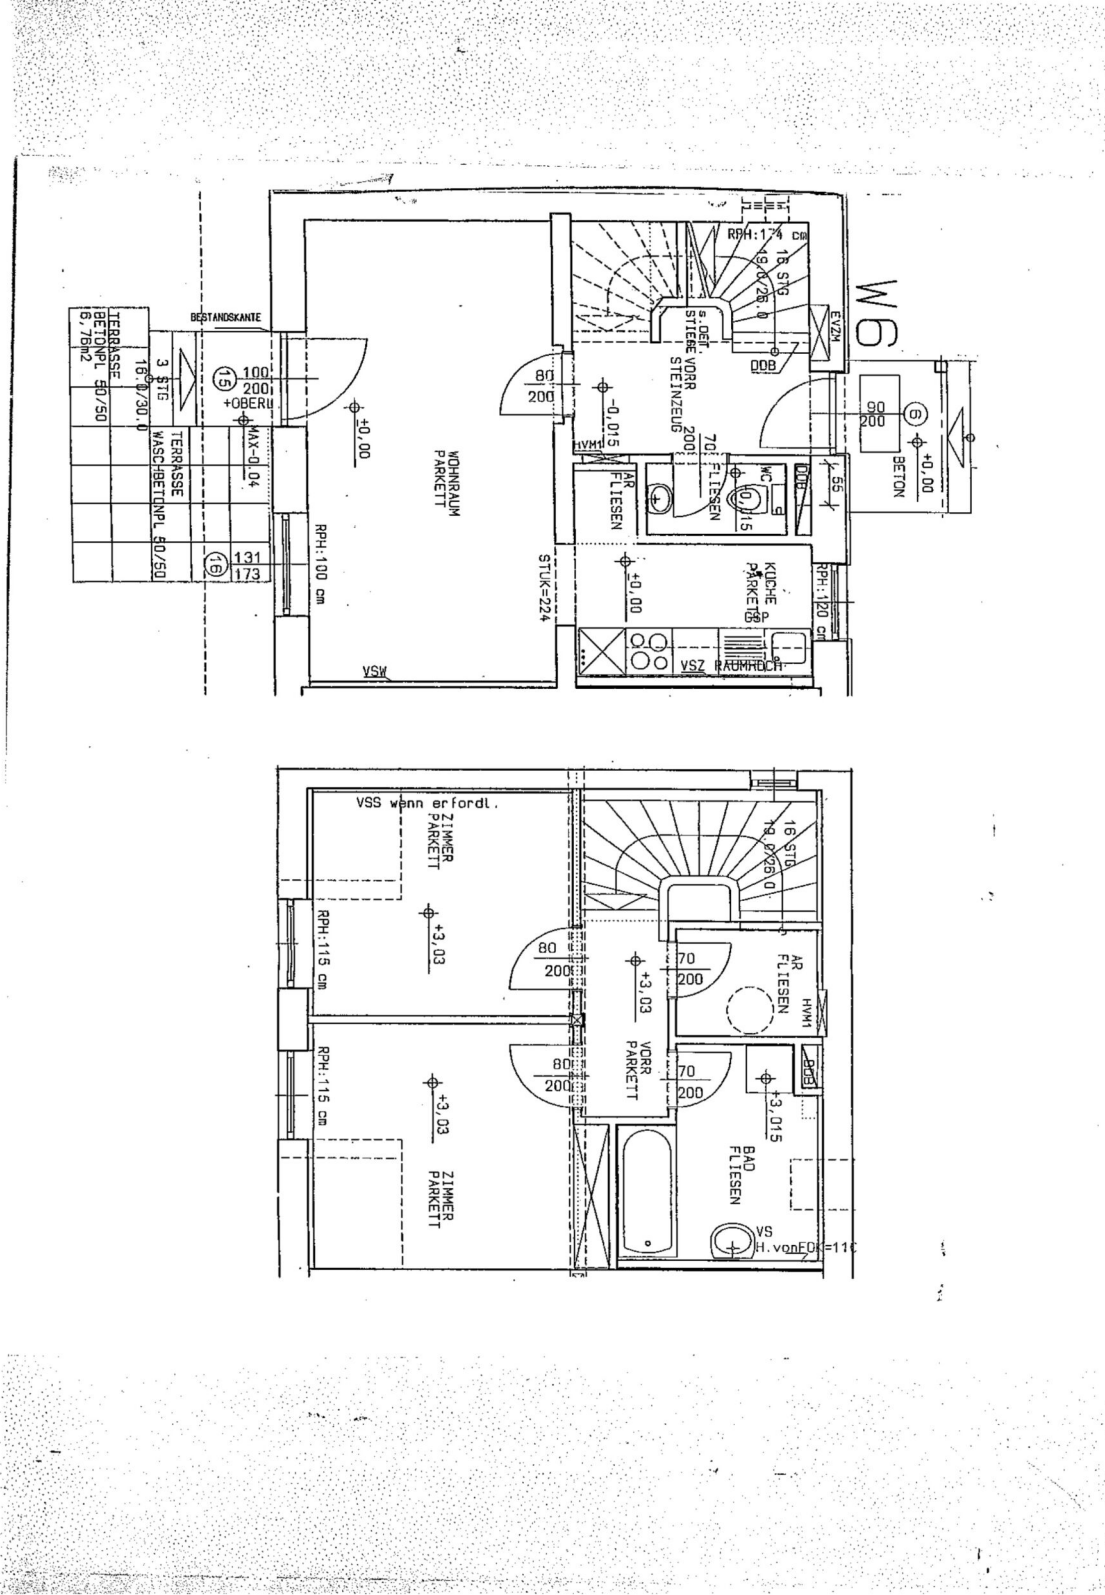 W6
RPH:174 cm
16 STG
19.0/26.0
EVZM
s.DET.
STIEGE
VORR
STEINZEUG
DDB
BESTANDSKANTE
TERRASSE
BETONPL 50/50
6,76m2
3 STG
16.0/30.0
15
100
200
+OBERL
MAX-0.04
TERRASSE
WASCHBETONPL 50/50
16
131
173
RPH:100 cm
±0,00
WOHNRAUM
PARKETT
80
200
-0,015
HVM1
AR
FLIESEN
70
200
WC
FLIESEN
-0,015
DDB
55
90
200
6
±0,00
BETON
STUK=224
±0,00
KÜCHE
PARKETT
GSP
RPH:120 cm
VSZ RAUMHOCH
VSW
VSS wenn erfordl.
ZIMMER
PARKETT
16 STG
19.0/26.0
RPH:115 cm
+3,03
80
200
+3,03
70
200
AR
FLIESEN
HVM1
RPH:115 cm
+3,03
80
200
VORR
PARKETT
70
200
+3,015
DDB
ZIMMER
PARKETT
BAD
FLIESEN
VS
H.vonFOK=110